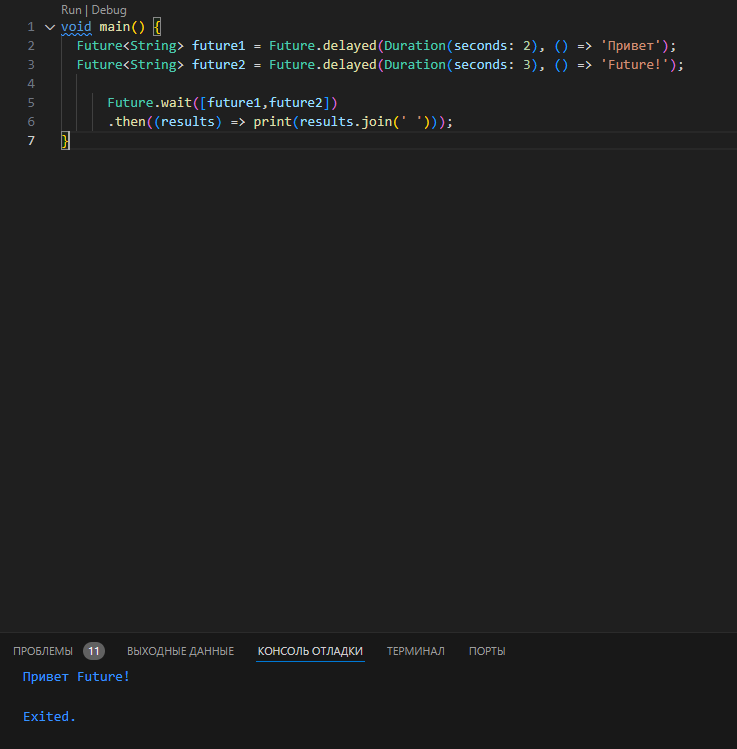 Run | Debug
1 void main() {
2 Future<String> future1 = Future.delayed(Duration(seconds: 2), () => 'Привет');
3 Future<String> future2 = Future.delayed(Duration(seconds: 3), () => 'Future!');
4
5 Future.wait([future1,future2])
6 .then((results) => print(results.join(' ')));
7 }
ПРОБЛЕМЫ 11 ВЫХОДНЫЕ ДАННЫЕ КОНСОЛЬ ОТЛАДКИ ТЕРМИНАЛ ПОРТЫ
Привет Future!
Exited.